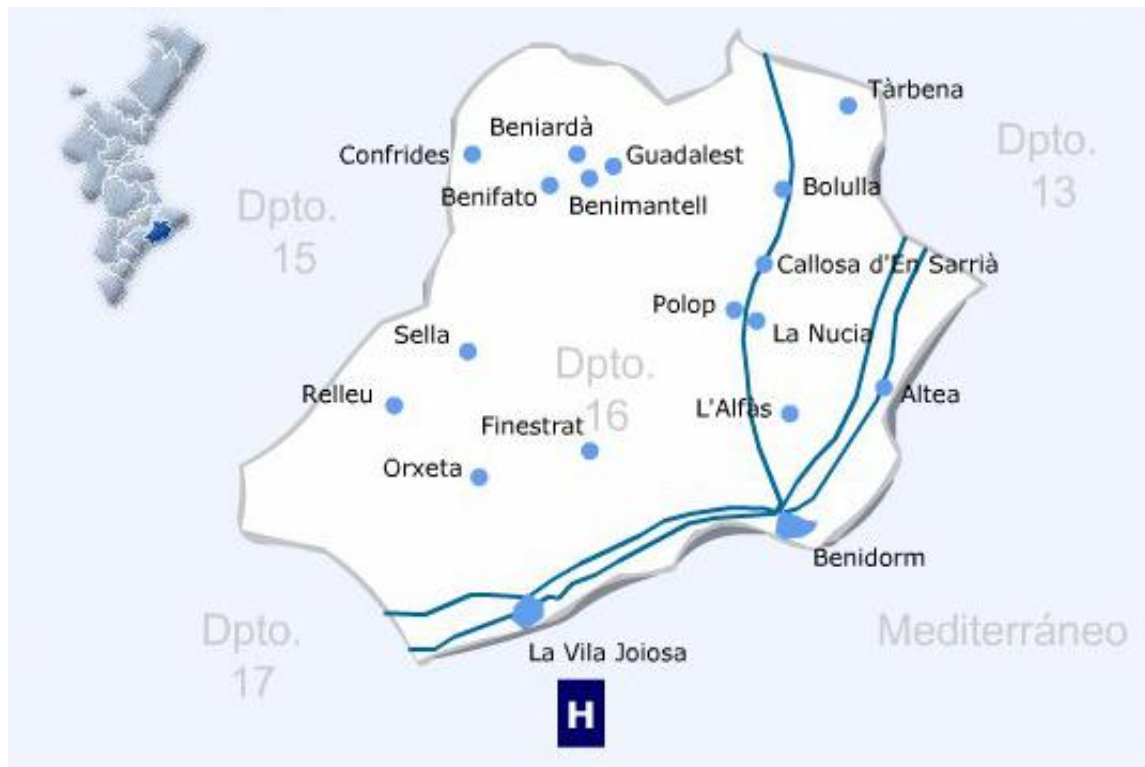 Tàrbena
Beniardà
Confrides
Guadalest
Dpto.
13
Benifato
Benimantell
Bolulla
Dpto.
15
Callosa d'En Sarrià
Polop
La Nucia
Sella
Dpto.
16
Relleu
L'Alfàs
Altea
Finestrat
Orxeta
Benidorm
Dpto.
17
Mediterráneo
La Vila Joiosa
H